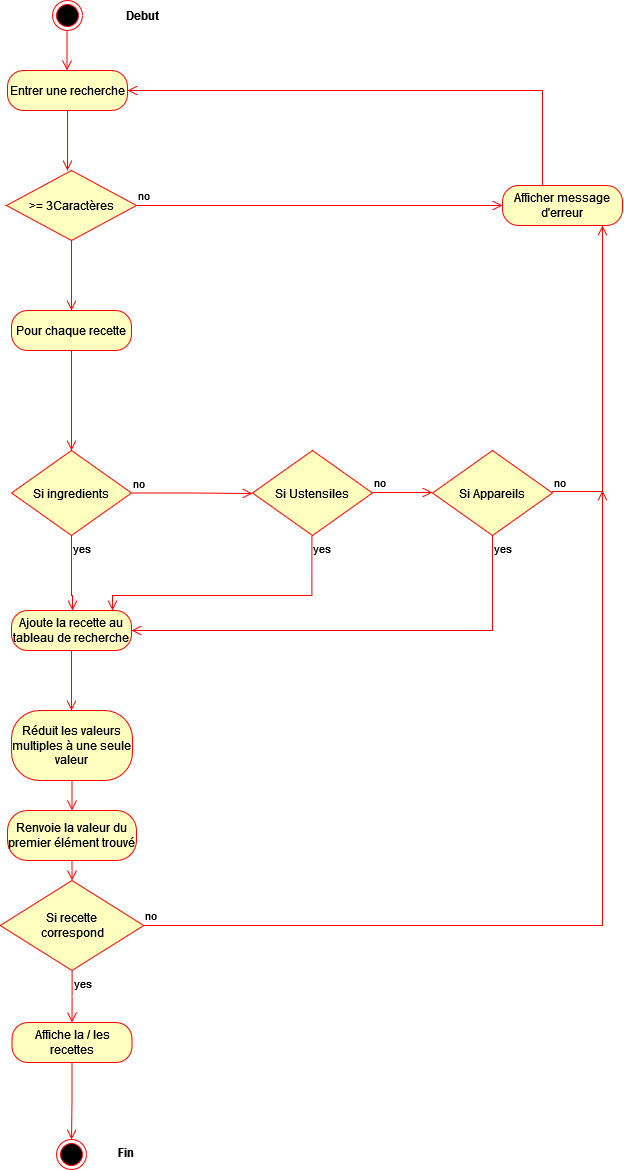 Debut
Entrer une recherche
>= 3Caractères
no
Afficher message
d'erreur
Pour chaque recette
Si ingredients
no
Si Ustensiles
no
Si Appareils
no
yes
yes
yes
Ajoute la recette au
tableau de recherche
Réduit les valeurs
multiples à une seule
valeur
Renvoie la valeur du
premier élément trouvé
Si recette
correspond
no
yes
Affiche la / les
recettes
Fin